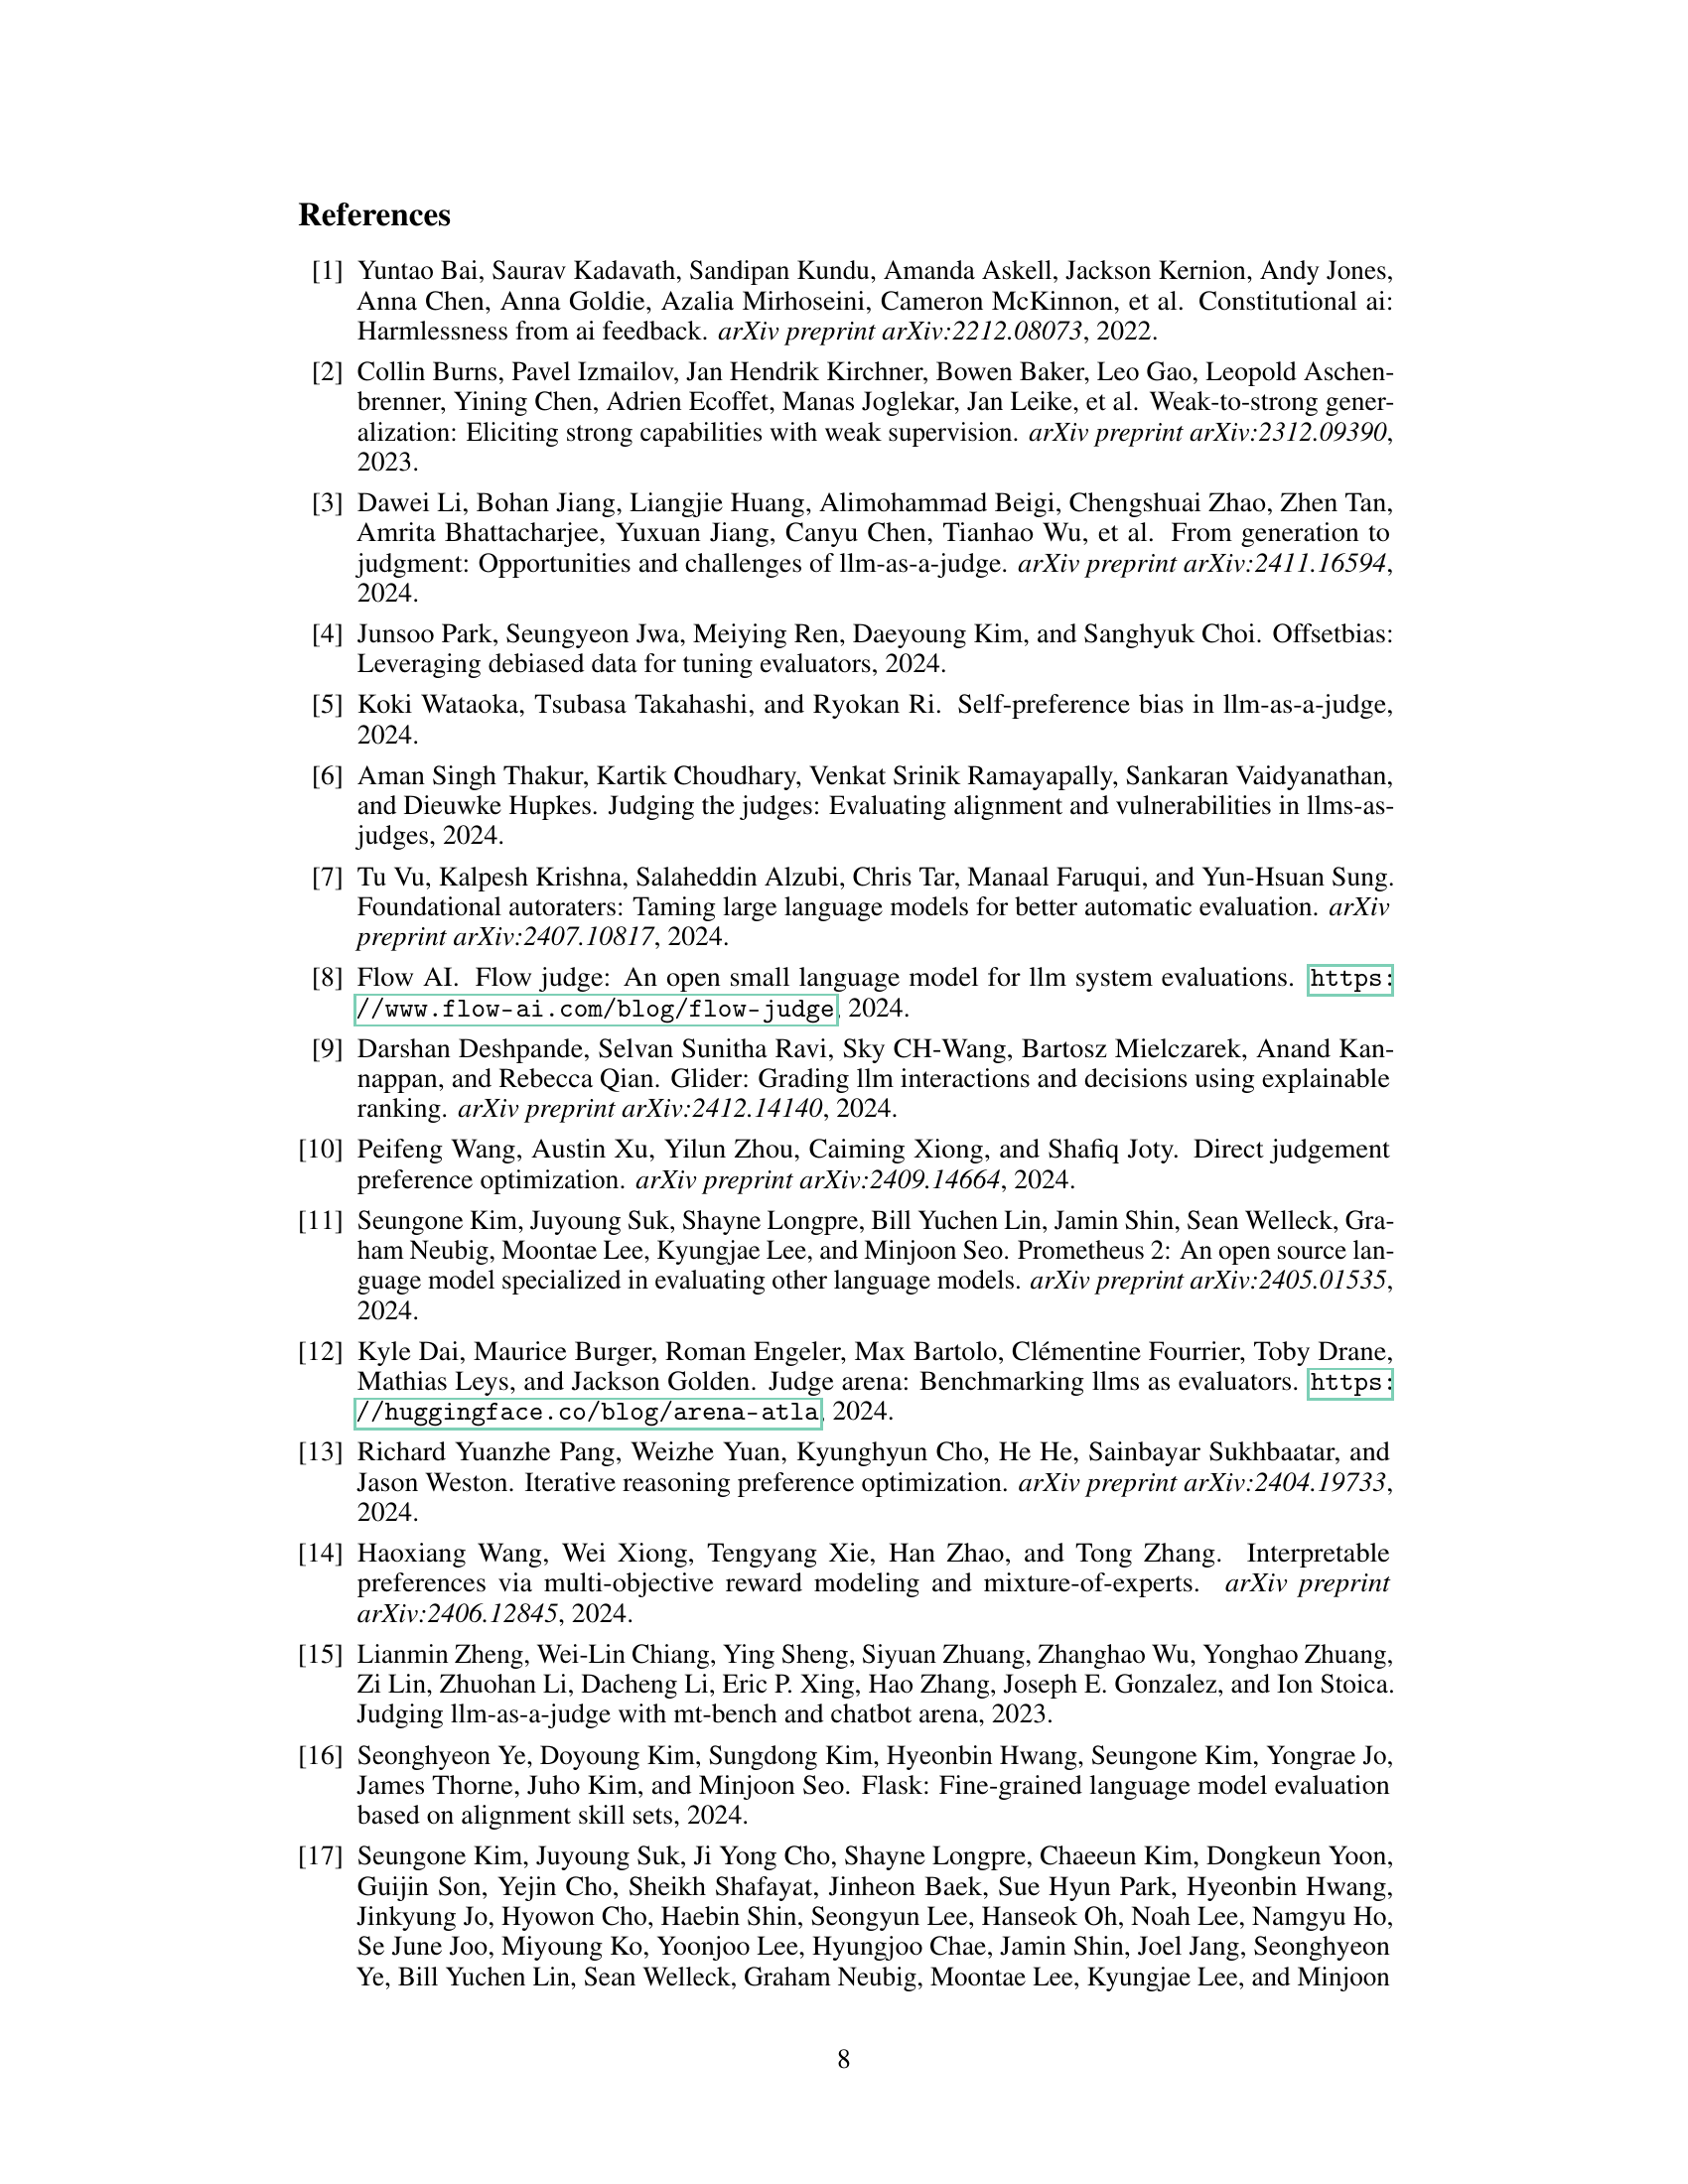 References
[1] Yuntao Bai, Saurav Kadavath, Sandipan Kundu, Amanda Askell, Jackson Kernion, Andy Jones,
Anna Chen, Anna Goldie, Azalia Mirhoseini, Cameron McKinnon, et al. Constitutional ai:
Harmlessness from ai feedback. arXiv preprint arXiv:2212.08073, 2022.
[2] Collin Burns, Pavel Izmailov, Jan Hendrik Kirchner, Bowen Baker, Leo Gao, Leopold Aschen-
brenner, Yining Chen, Adrien Ecoffet, Manas Joglekar, Jan Leike, et al. Weak-to-strong gener-
alization: Eliciting strong capabilities with weak supervision. arXiv preprint arXiv:2312.09390,
2023.
[3] Dawei Li, Bohan Jiang, Liangjie Huang, Alimohammad Beigi, Chengshuai Zhao, Zhen Tan,
Amrita Bhattacharjee, Yuxuan Jiang, Canyu Chen, Tianhao Wu, et al. From generation to
judgment: Opportunities and challenges of llm-as-a-judge. arXiv preprint arXiv:2411.16594,
2024.
[4] Junsoo Park, Seungyeon Jwa, Meiying Ren, Daeyoung Kim, and Sanghyuk Choi. Offsetbias:
Leveraging debiased data for tuning evaluators, 2024.
[5] Koki Wataoka, Tsubasa Takahashi, and Ryokan Ri. Self-preference bias in llm-as-a-judge,
2024.
[6] Aman Singh Thakur, Kartik Choudhary, Venkat Srinik Ramayapally, Sankaran Vaidyanathan,
and Dieuwke Hupkes. Judging the judges: Evaluating alignment and vulnerabilities in llms-as-
judges, 2024.
[7] Tu Vu, Kalpesh Krishna, Salaheddin Alzubi, Chris Tar, Manaal Faruqui, and Yun-Hsuan Sung.
Foundational autoraters: Taming large language models for better automatic evaluation. arXiv
preprint arXiv:2407.10817, 2024.
[8] Flow AI. Flow judge: An open small language model for llm system evaluations. https:
//www.flow-ai.com/blog/flow-judge, 2024.
[9] Darshan Deshpande, Selvan Sunitha Ravi, Sky CH-Wang, Bartosz Mielczarek, Anand Kan-
nappan, and Rebecca Qian. Glider: Grading llm interactions and decisions using explainable
ranking. arXiv preprint arXiv:2412.14140, 2024.
[10] Peifeng Wang, Austin Xu, Yilun Zhou, Caiming Xiong, and Shafiq Joty. Direct judgement
preference optimization. arXiv preprint arXiv:2409.14664, 2024.
[11] Seungone Kim, Juyoung Suk, Shayne Longpre, Bill Yuchen Lin, Jamin Shin, Sean Welleck, Gra-
ham Neubig, Moontae Lee, Kyungjae Lee, and Minjoon Seo. Prometheus 2: An open source lan-
guage model specialized in evaluating other language models. arXiv preprint arXiv:2405.01535,
2024.
[12] Kyle Dai, Maurice Burger, Roman Engeler, Max Bartolo, Clémentine Fourrier, Toby Drane,
Mathias Leys, and Jackson Golden. Judge arena: Benchmarking llms as evaluators. https:
//huggingface.co/blog/arena-atla, 2024.
[13] Richard Yuanzhe Pang, Weizhe Yuan, Kyunghyun Cho, He He, Sainbayar Sukhbaatar, and
Jason Weston. Iterative reasoning preference optimization. arXiv preprint arXiv:2404.19733,
2024.
[14] Haoxiang Wang, Wei Xiong, Tengyang Xie, Han Zhao, and Tong Zhang. Interpretable
preferences via multi-objective reward modeling and mixture-of-experts. arXiv preprint
arXiv:2406.12845, 2024.
[15] Lianmin Zheng, Wei-Lin Chiang, Ying Sheng, Siyuan Zhuang, Zhanghao Wu, Yonghao Zhuang,
Zi Lin, Zhuohan Li, Dacheng Li, Eric P. Xing, Hao Zhang, Joseph E. Gonzalez, and Ion Stoica.
Judging llm-as-a-judge with mt-bench and chatbot arena, 2023.
[16] Seonghyeon Ye, Doyoung Kim, Sungdong Kim, Hyeonbin Hwang, Seungone Kim, Yongrae Jo,
James Thorne, Juho Kim, and Minjoon Seo. Flask: Fine-grained language model evaluation
based on alignment skill sets, 2024.
[17] Seungone Kim, Juyoung Suk, Ji Yong Cho, Shayne Longpre, Chaeeun Kim, Dongkeun Yoon,
Guijin Son, Yejin Cho, Sheikh Shafayat, Jinheon Baek, Sue Hyun Park, Hyeonbin Hwang,
Jinkyung Jo, Hyowon Cho, Haebin Shin, Seongyun Lee, Hanseok Oh, Noah Lee, Namgyu Ho,
Se June Joo, Miyoung Ko, Yoonjoo Lee, Hyungjoo Chae, Jamin Shin, Joel Jang, Seonghyeon
Ye, Bill Yuchen Lin, Sean Welleck, Graham Neubig, Moontae Lee, Kyungjae Lee, and Minjoon
8